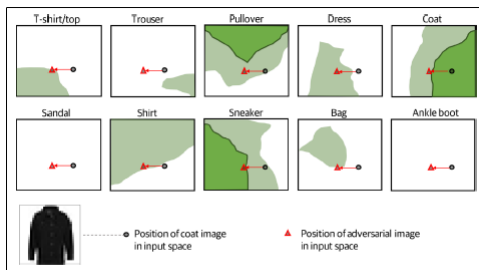 T-shirt/top Trouser Pullover Dress Coat
Sandal Shirt Sneaker Bag Ankle boot
Position of coat image
in input space
Position of adversarial image
in input space